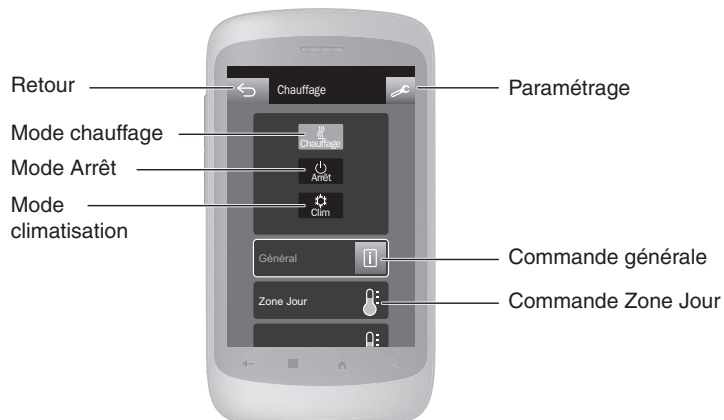 Retour
Chauffage
Paramétrage
Mode chauffage
Chauffage
Mode Arrêt
Arrêt
Mode
climatisation
Clim
Général
Commande générale
Zone Jour
Commande Zone Jour